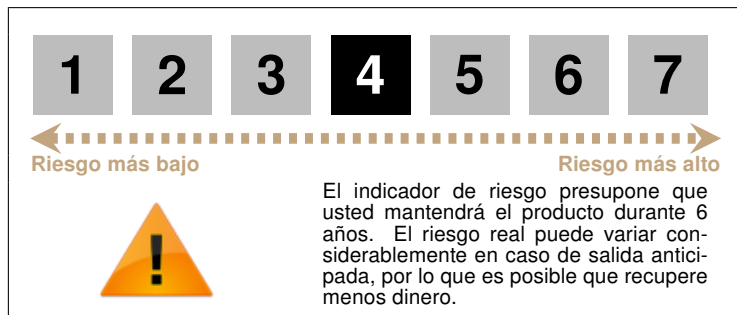 1 2 3 4 5 6 7
Riesgo más bajo Riesgo más alto
El indicador de riesgo presupone que
usted mantendrá el producto durante 6
años. El riesgo real puede variar con-
siderablemente en caso de salida antici-
pada, por lo que es posible que recupere
menos dinero.